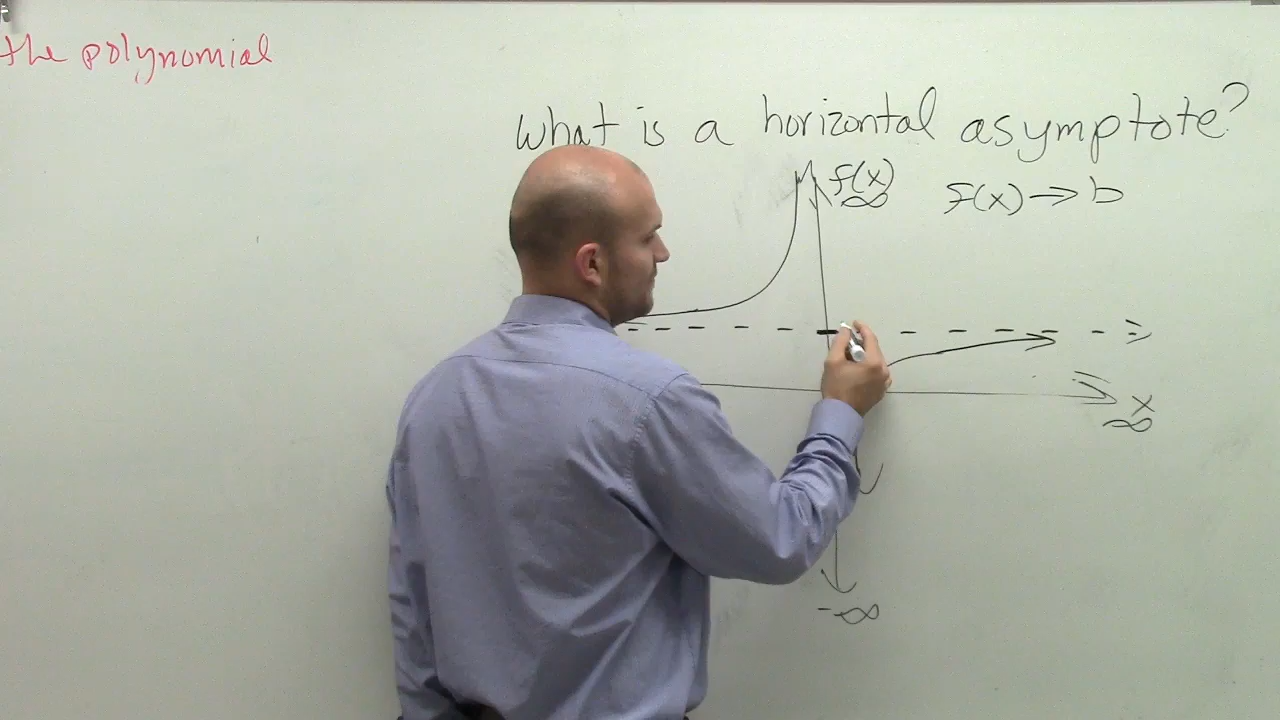 the polynomial
What is a horizontal asymptote?
f(x)
∞
f(x) → b
x
∞
-∞